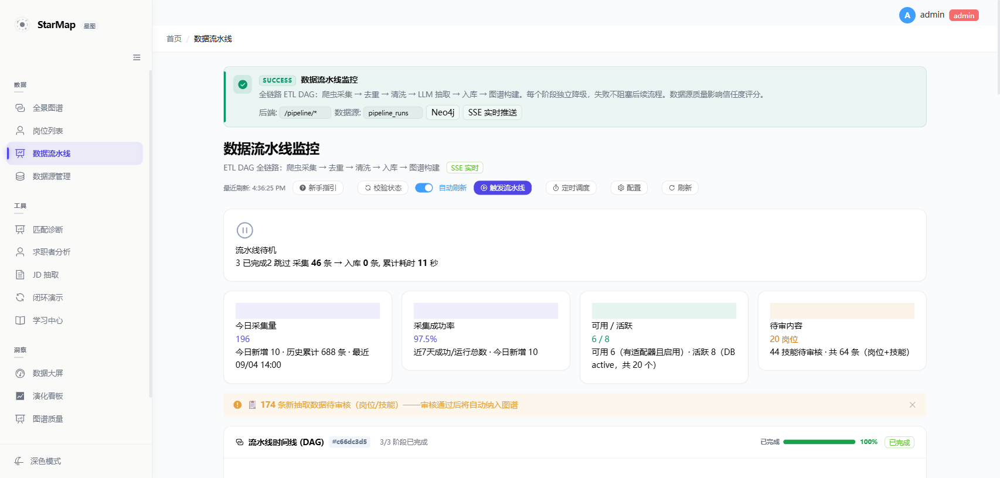 StarMap 星图
数据
全景图谱
岗位列表
数据流水线
数据源管理
工具
匹配诊断
求职者分析
JD 抽取
闭环演示
学习中心
洞察
数据大屏
演化看板
图谱质量
深色模式
A admin admin
首页 / 数据流水线
SUCCESS 数据流水线监控
全链路 ETL DAG：爬虫采集 → 去重 → 清洗 → LLM 抽取 → 入库 → 图谱构建。每个阶段独立降级，失败不阻塞后续流程。数据源质量影响信任度评分。
后端: /pipeline/* 数据源: pipeline_runs Neo4j SSE 实时推送
数据流水线监控
ETL DAG 全链路：爬虫采集 → 去重 → 清洗 → 入库 → 图谱构建 SSE 实时
最近刷新: 4:36:25 PM 新手指引 校验状态 自动刷新 触发流水线 定时调度 配置 刷新
流水线待机
3 已完成2 跳过 采集 46 条 → 入库 0 条, 累计耗时 11 秒
今日采集量
196
今日新增 10 · 历史累计 688 条 · 最近
09/04 14:00
采集成功率
97.5%
近7天成功/运行总数 · 今日新增 10
可用 / 活跃
6 / 8
可用 6（有适配器且启用）· 活跃 8（DB
active，共 20 个）
待审内容
20 岗位
44 技能待审核 · 共 64 条（岗位+技能）
174 条新抽取数据待审核（岗位/技能）——审核通过后将自动纳入图谱
流水线时间线 (DAG) #c66dc3d5 3/3 阶段已完成
已完成 100% 已完成